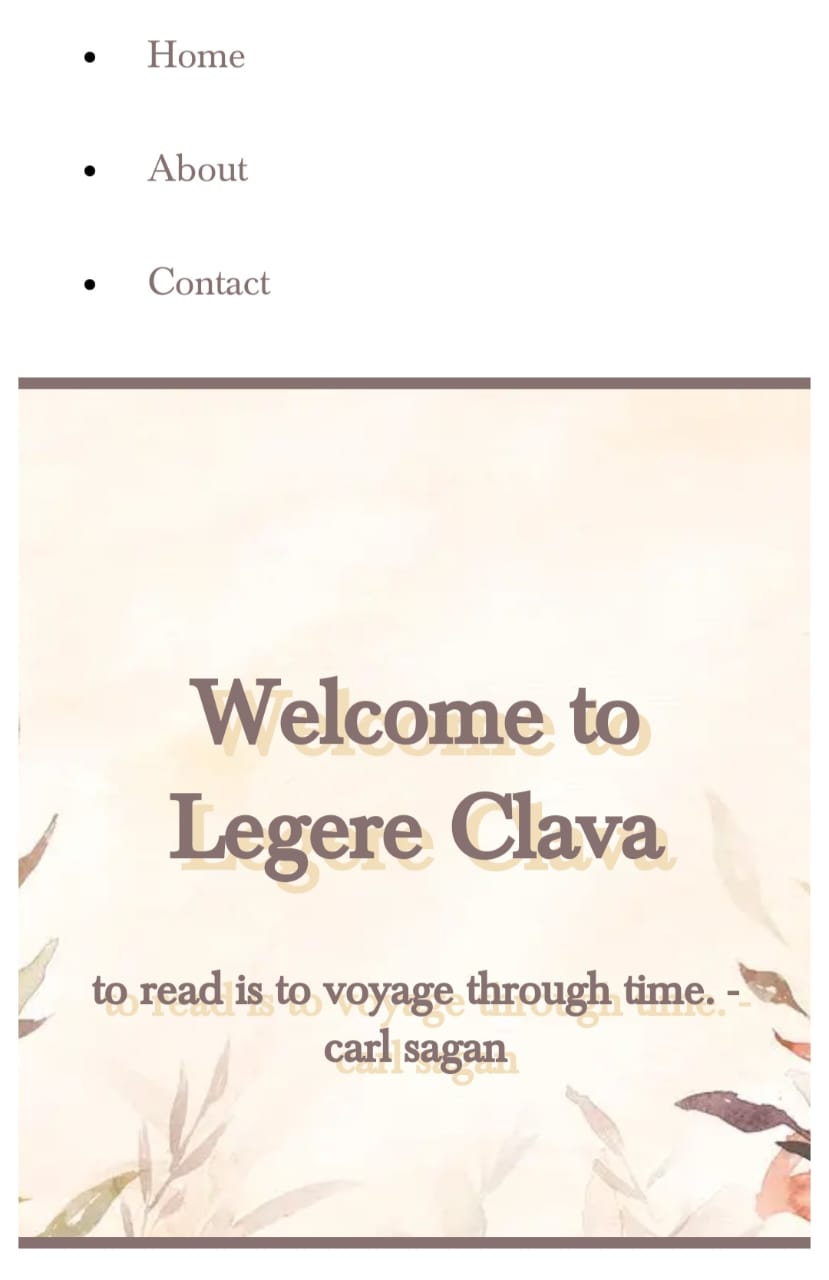 Home
About
Contact
Welcome to
Legere Clava
to read is to voyage through time. -
carl sagan